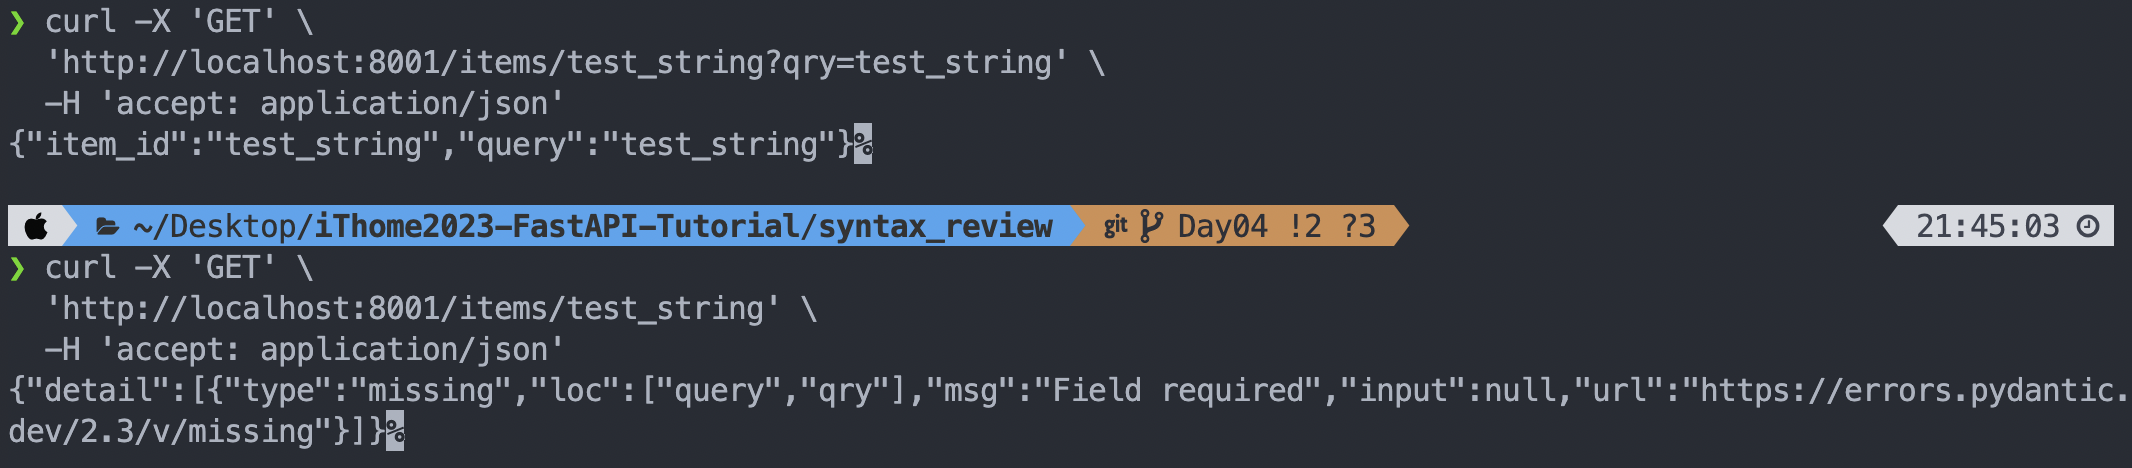 ❯ curl -X 'GET' \
  'http://localhost:8001/items/test_string?qry=test_string' \
  -H 'accept: application/json'
{"item_id":"test_string","query":"test_string"}%
~/Desktop/iThome2023-FastAPI-Tutorial/syntax_review git Day04 !2 ?3 21:45:03
❯ curl -X 'GET' \
  'http://localhost:8001/items/test_string' \
  -H 'accept: application/json'
{"detail":[{"type":"missing","loc":["query","qry"],"msg":"Field required","input":null,"url":"https://errors.pydantic.
dev/2.3/v/missing"}]}%